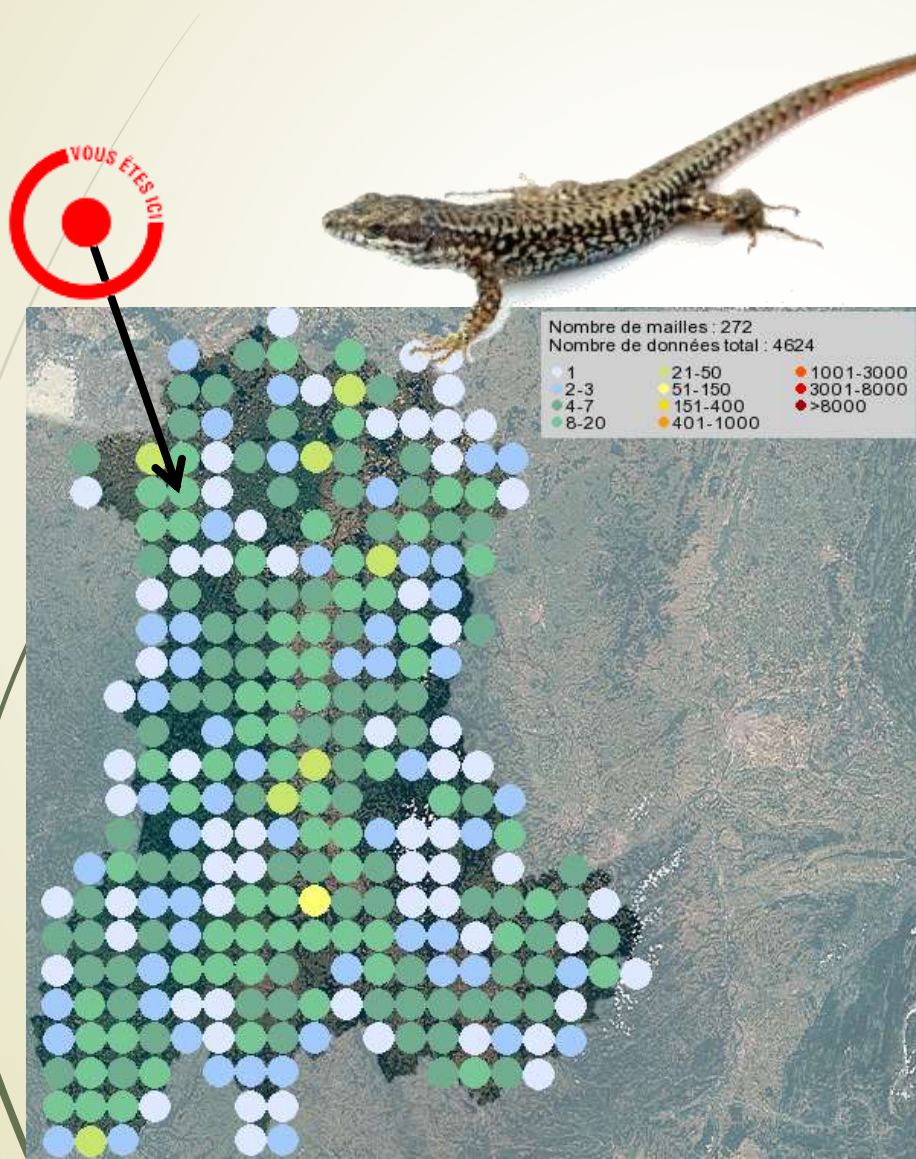 VOUS ÊTES ICI
Nombre de mailles : 272
Nombre de données total : 4624
1 21-50 1001-3000
2-3 51-150 3001-8000
4-7 151-400 >8000
8-20 401-1000